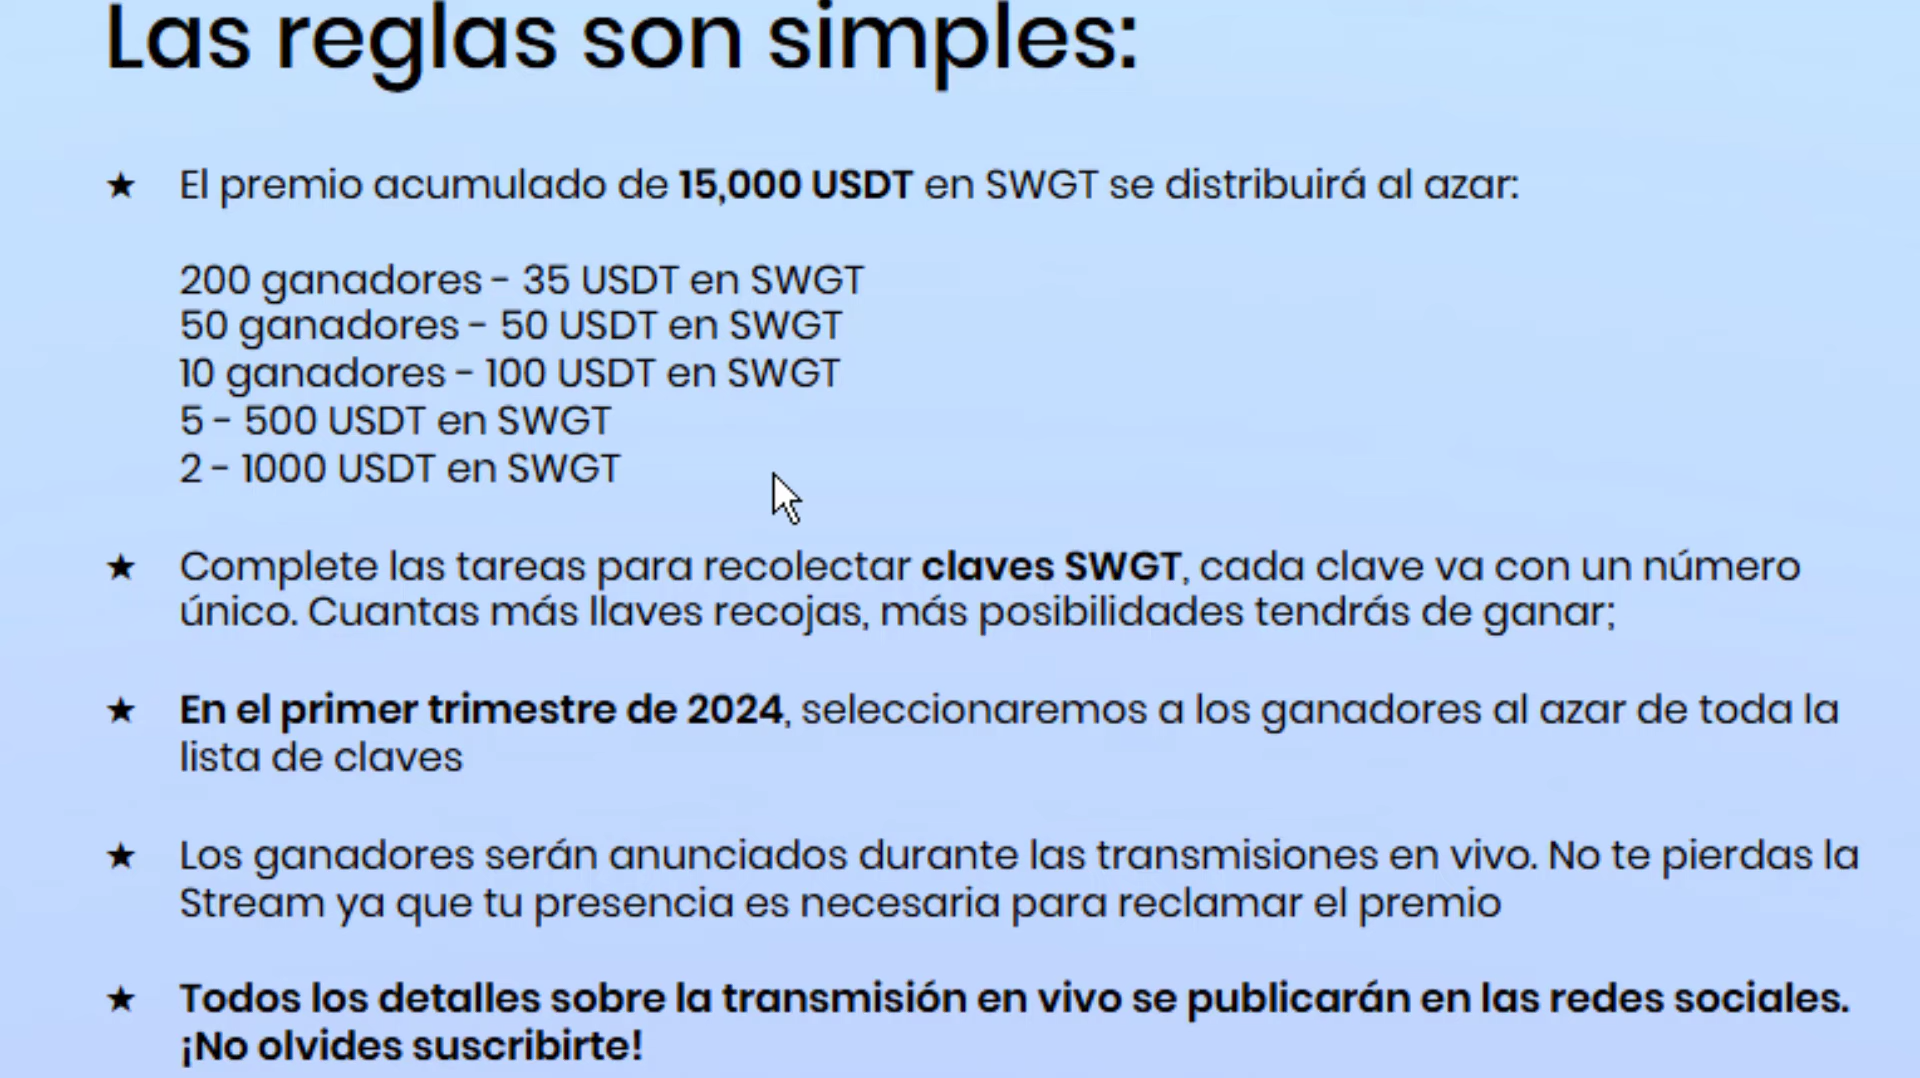 Las reglas son simples:
★ El premio acumulado de 15,000 USDT en SWGT se distribuirá al azar:
200 ganadores - 35 USDT en SWGT
50 ganadores - 50 USDT en SWGT
10 ganadores - 100 USDT en SWGT
5 - 500 USDT en SWGT
2 - 1000 USDT en SWGT
★ Complete las tareas para recolectar claves SWGT, cada clave va con un número
único. Cuantas más llaves recojas, más posibilidades tendrás de ganar;
★ En el primer trimestre de 2024, seleccionaremos a los ganadores al azar de toda la
lista de claves
★ Los ganadores serán anunciados durante las transmisiones en vivo. No te pierdas la
Stream ya que tu presencia es necesaria para reclamar el premio
★ Todos los detalles sobre la transmisión en vivo se publicarán en las redes sociales.
¡No olvides suscribirte!